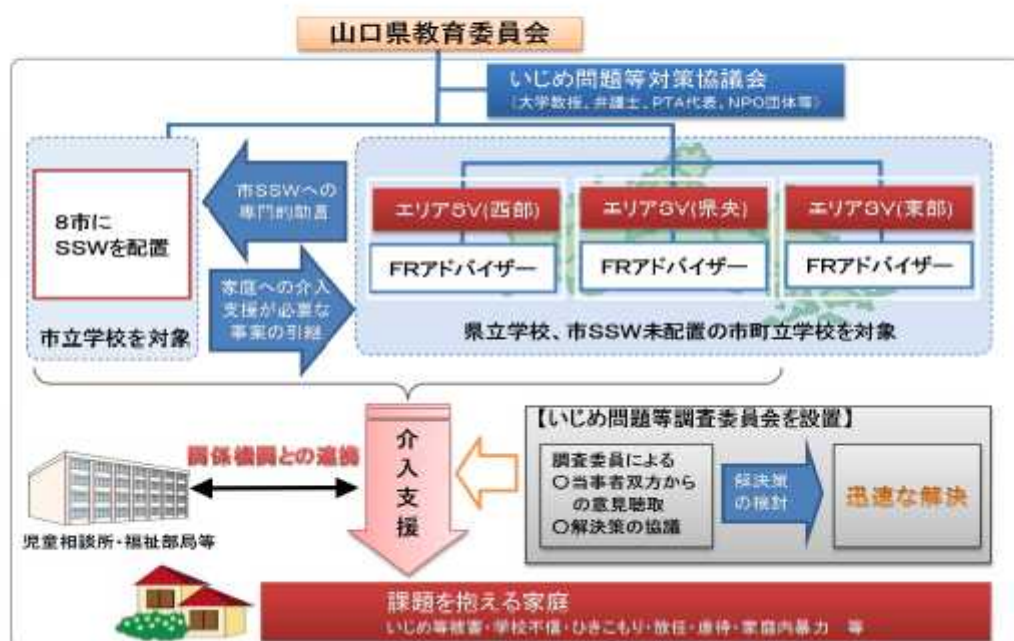 山口県教育委員会
いじめ問題等対策協議会
(大学教授、弁護士、PTA代表、NPO団体等)
8市に
SSWを配置
市立学校を対象
市SSWへの
専門的助言
家庭への介入
支援が必要な
事案の引継
エリアSV(西部)
エリアSV(県央)
エリアSV(東部)
FRアドバイザー
FRアドバイザー
FRアドバイザー
県立学校、市SSW未配置の市町立学校を対象
関係機関との連携
児童相談所・福祉部局等
介入支援
【いじめ問題等調査委員会を設置】
調査委員による
○当事者双方から
の意見聴取
○解決策の協議
解決策
の検討
迅速な解決
課題を抱える家庭
いじめ等被害・学校不信・ひきこもり・放任・虐待・家庭内暴力 等